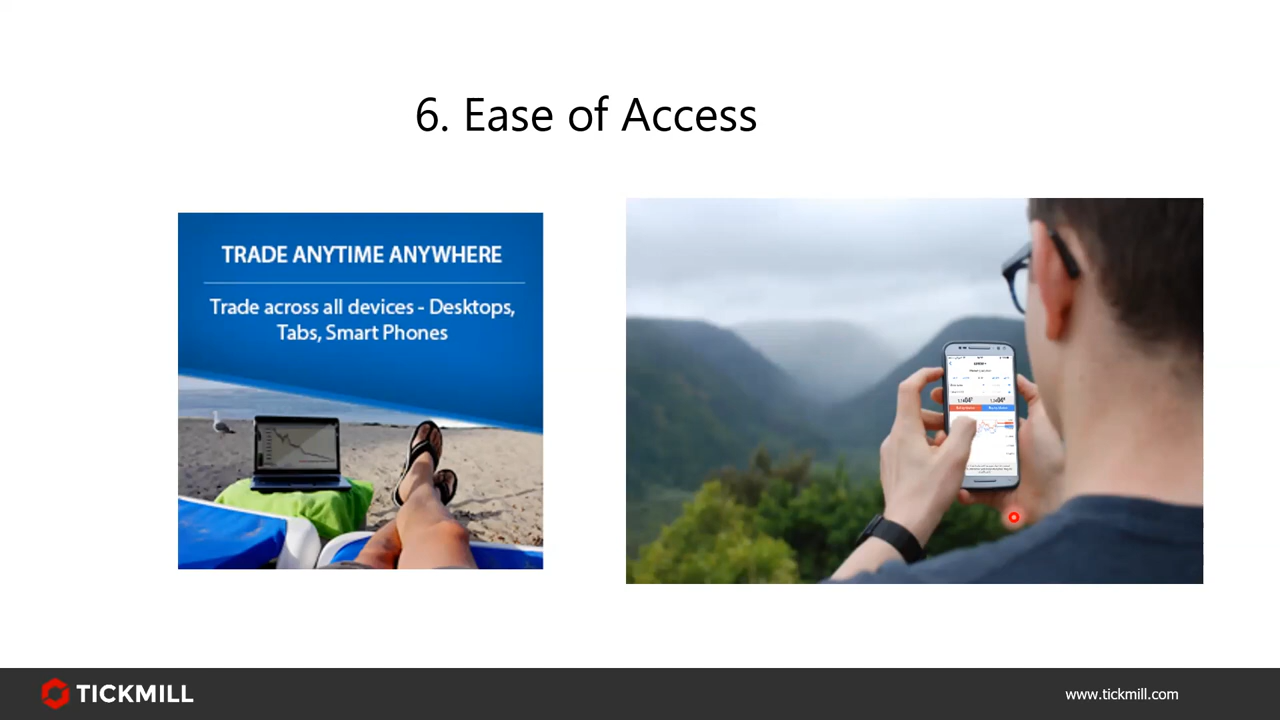 6. Ease of Access
TRADE ANYTIME ANYWHERE
Trade across all devices - Desktops,
Tabs, Smart Phones
TICKMILL
www.tickmill.com